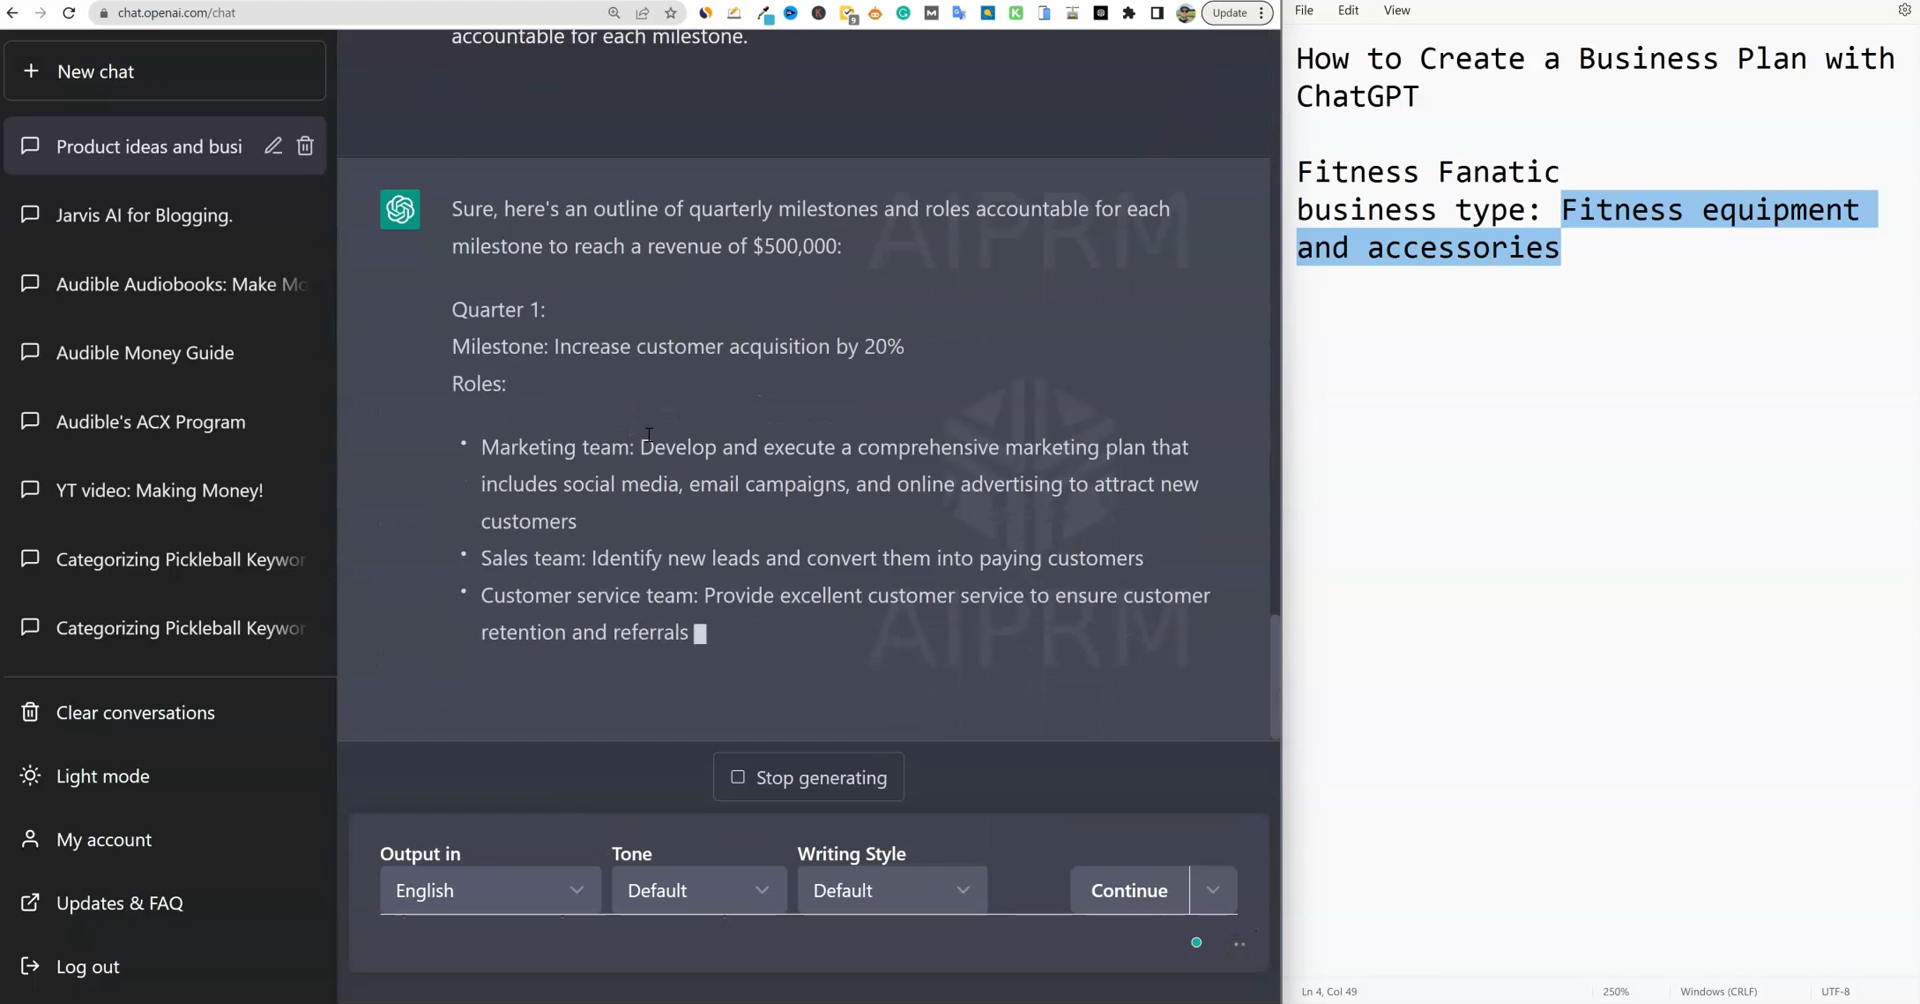 chat.openai.com/chat
9
Update
New chat
Product ideas and busi
Jarvis AI for Blogging.
Audible Audiobooks: Make Mo
Audible Money Guide
Audible's ACX Program
YT video: Making Money!
Categorizing Pickleball Keywor
Categorizing Pickleball Keywor
Clear conversations
Light mode
My account
Updates & FAQ
Log out
accountable for each milestone.
Sure, here's an outline of quarterly milestones and roles accountable for each
milestone to reach a revenue of $500,000:
Quarter 1:
Milestone: Increase customer acquisition by 20%
Roles:
Marketing team: Develop and execute a comprehensive marketing plan that
includes social media, email campaigns, and online advertising to attract new
customers
Sales team: Identify new leads and convert them into paying customers
Customer service team: Provide excellent customer service to ensure customer
retention and referrals
AIPRM
AIPRM
Stop generating
Output in
English
Tone
Default
Writing Style
Default
Continue
File Edit View
How to Create a Business Plan with
ChatGPT
Fitness Fanatic
business type: Fitness equipment
and accessories
Ln 4, Col 49
250%
Windows (CRLF)
UTF-8